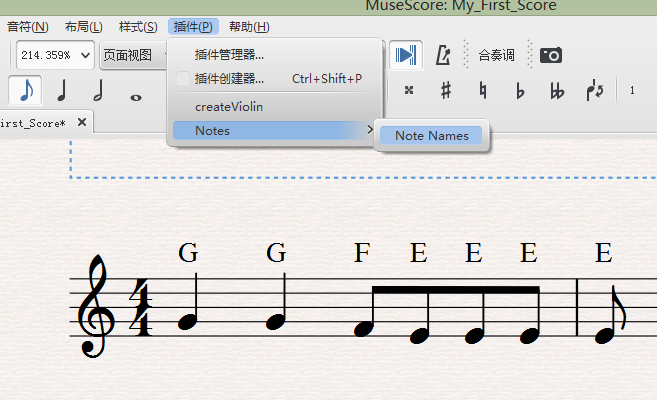 MuseScore: My_First_Score
音符(N) 布局(L) 样式(S) 插件(P) 帮助(H)
214.359% 页面视图 合奏调
插件管理器...
插件创建器... Ctrl+Shift+P
1
createViolin
irst_Score*
Notes
Note Names
G G F E E E E
4
4